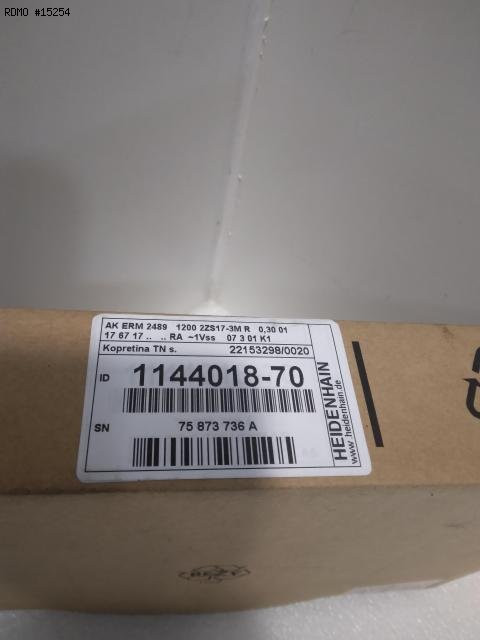 RDMO #15254
AK ERM 2489 1200 2ZS17-3M R 0,30 01
17 67 17 .. .. RA ~1Vss 07 3 01 K1
Kopretina TN s. 22153298/0020
ID 1144018-70
SN 75 873 736 A
HEIDENHAIN
www.heidenhain.de
RESY